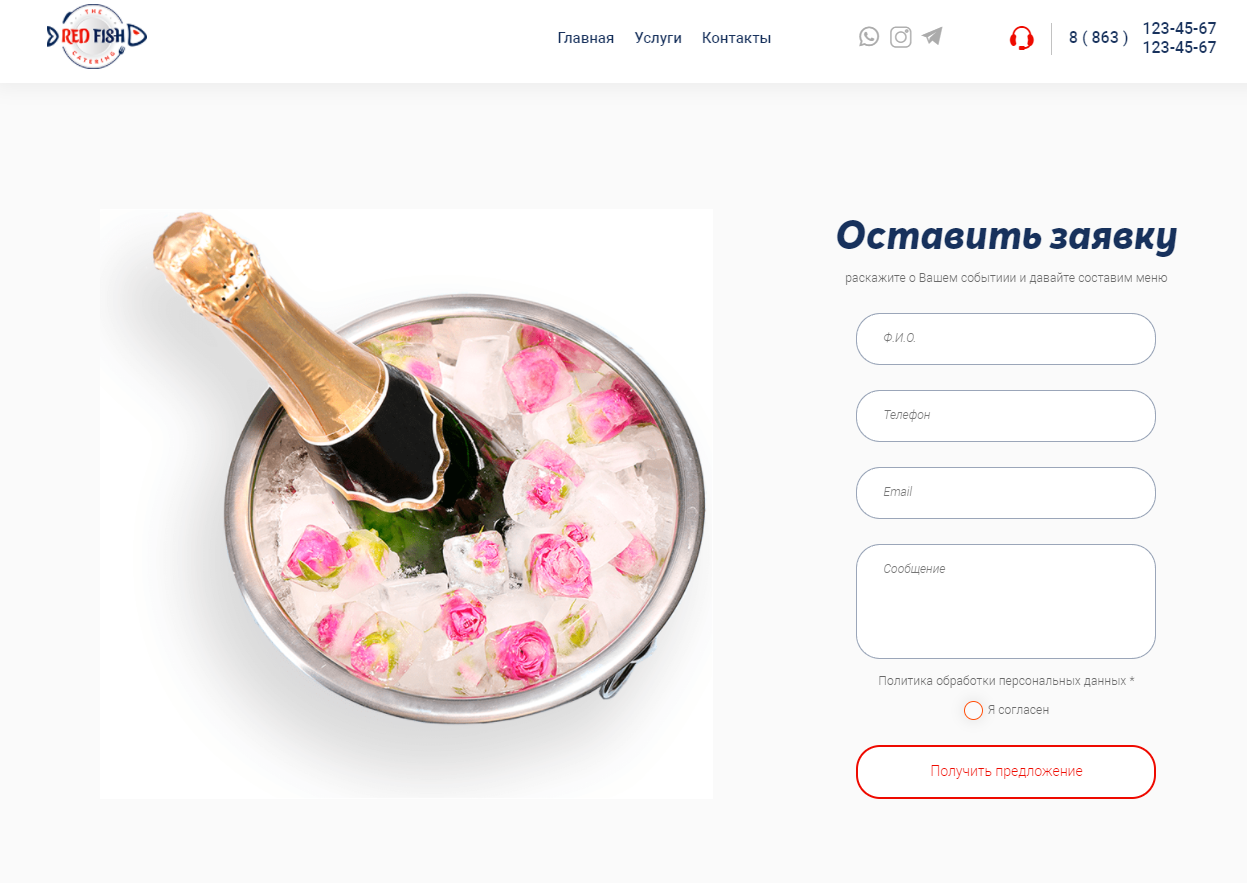 THE
RED FISH
CATERING
Главная Услуги Контакты
8 ( 863 ) 123-45-67
123-45-67
Оставить заявку
раскажите о Вашем событиии и давайте составим меню
Ф.И.О.
Телефон
Email
Сообщение
Политика обработки персональных данных *
Я согласен
Получить предложение